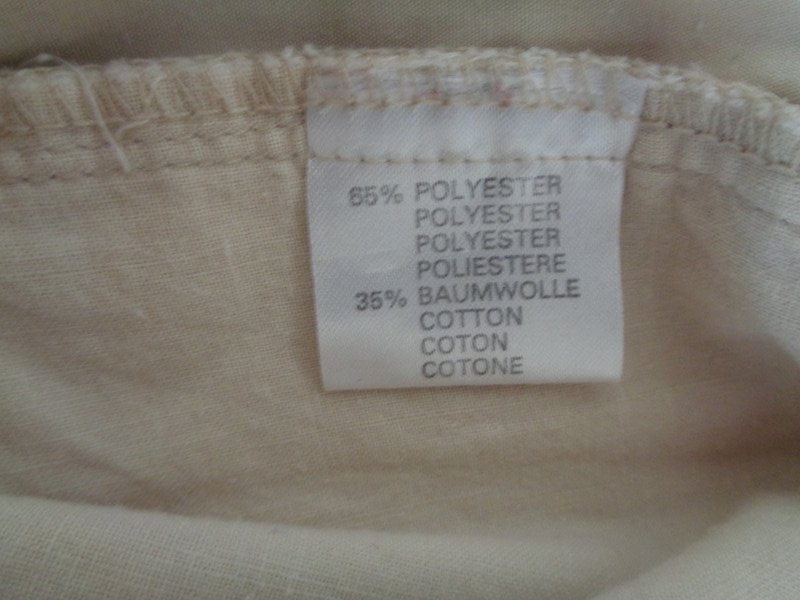 65% POLYESTER
POLYESTER
POLYESTER
POLIESTERE
35% BAUMWOLLE
COTTON
COTON
COTONE